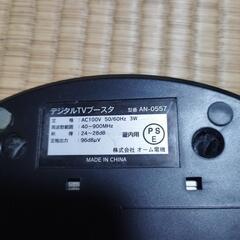 デジタルTVブースタ 型番 AN-0557
電源 AC100V 50/60Hz 3W
周波数範囲 40~900MHz
利得 24~28dB 屋内用
定格出力 96dBμV
PSE
株式会社 オーム電機
MADE IN CHINA